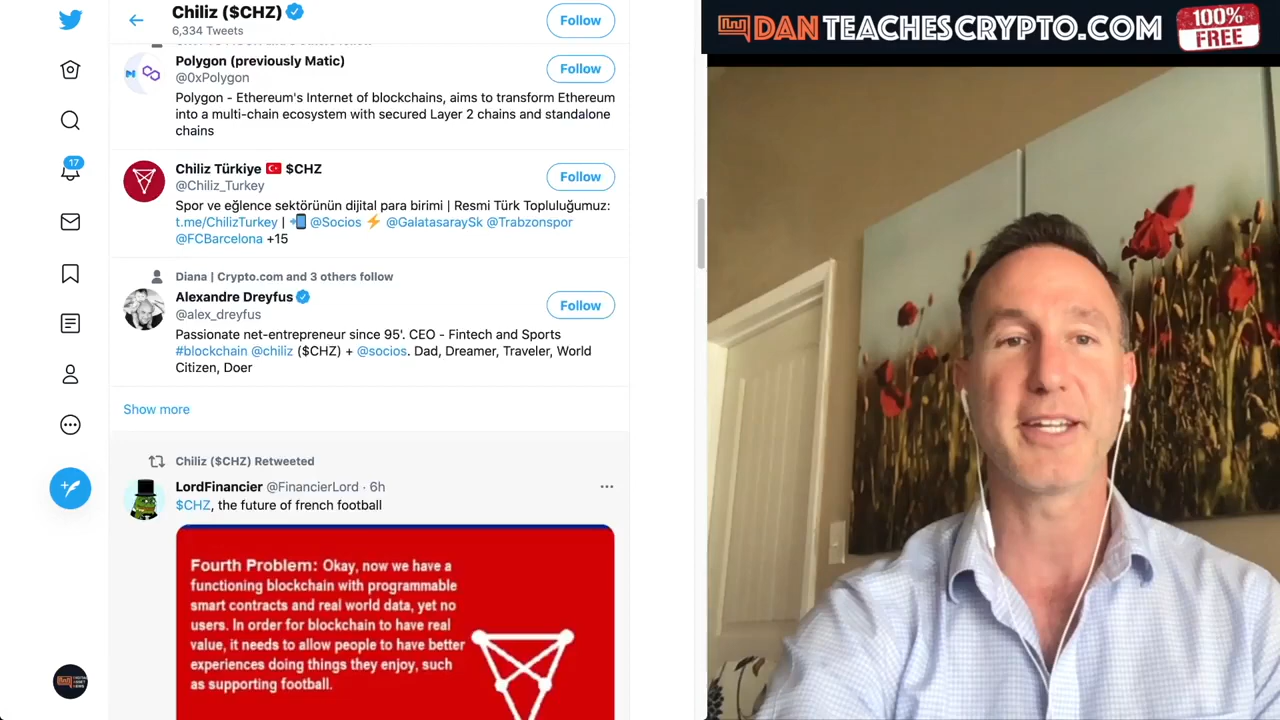 Chiliz ($CHZ)
6,334 Tweets
Follow
Polygon (previously Matic)
@0xPolygon
Follow
Polygon - Ethereum's Internet of blockchains, aims to transform Ethereum
into a multi-chain ecosystem with secured Layer 2 chains and standalone
chains
Chiliz Türkiye 🇹🇷 $CHZ
@Chiliz_Turkey
Follow
Spor ve eğlence sektörünün dijital para birimi | Resmi Türk Topluluğumuz:
t.me/ChilizTurkey | 📲 @Socios ⚡ @GalatasaraySk @Trabzonspor
@FCBarcelona +15
Diana | Crypto.com and 3 others follow
Alexandre Dreyfus
@alex_dreyfus
Follow
Passionate net-entrepreneur since 95'. CEO - Fintech and Sports
#blockchain @chiliz ($CHZ) + @socios. Dad, Dreamer, Traveler, World
Citizen, Doer
Show more
Chiliz ($CHZ) Retweeted
LordFinancier @FinancierLord · 6h
$CHZ, the future of french football
Fourth Problem: Okay, now we have a
functioning blockchain with programmable
smart contracts and real world data, yet no
users. In order for blockchain to have real
value, it needs to allow people to have better
experiences doing things they enjoy, such
as supporting football.
17
DANTEACHESCRYPTO.COM
100%
FREE